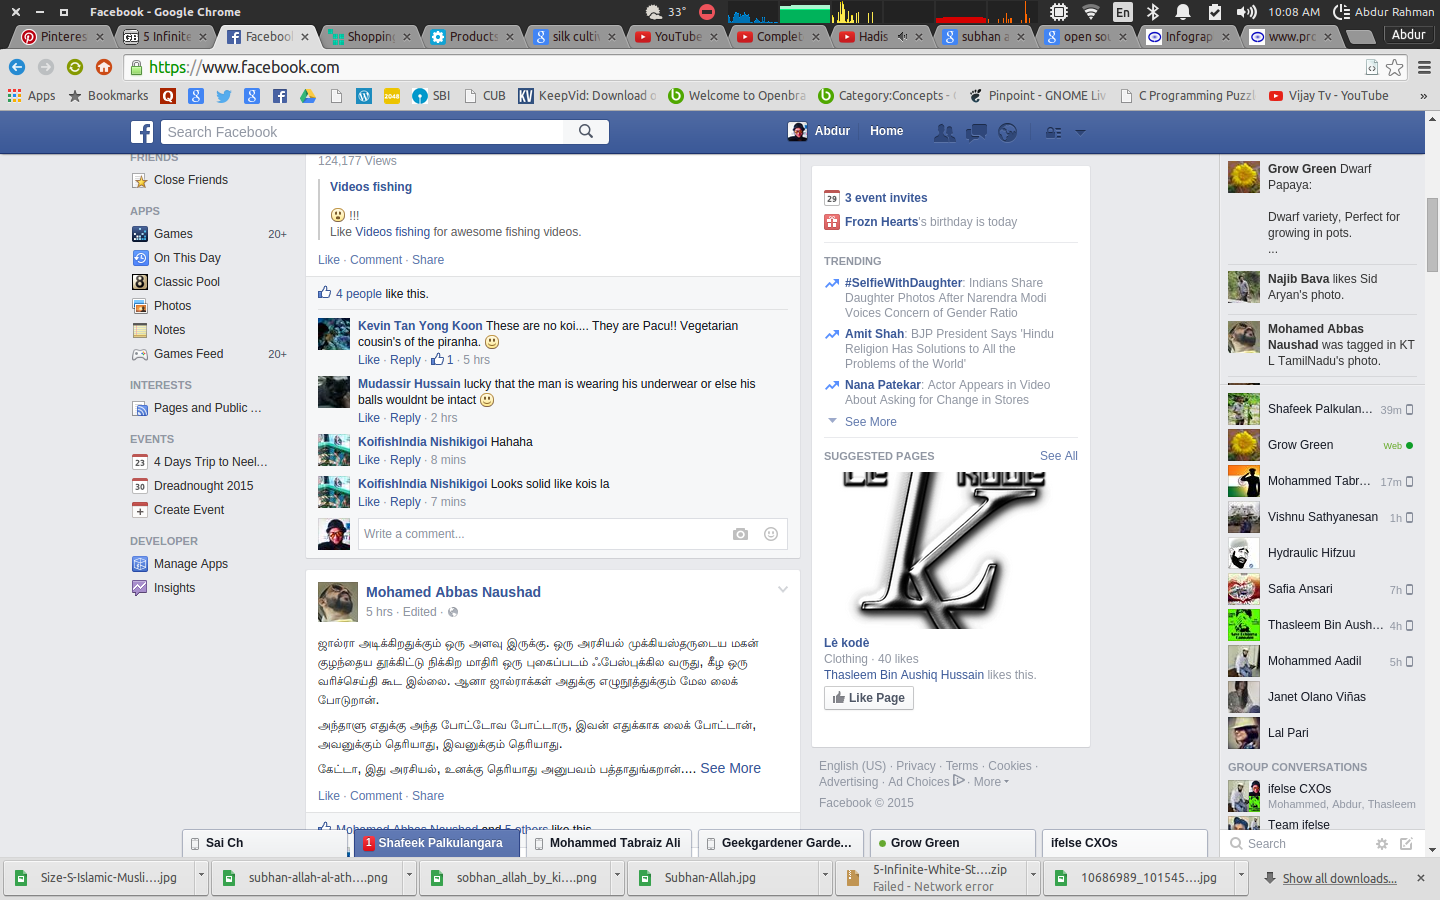 Facebook - Google Chrome
33°
En
10:08 AM
Abdur Rahman
Pinteres
5 Infinite
Facebook
Shopping
Products
silk cultiv
YouTube
Complet
Hadis
subhan a
open sou
Infograp
www.pro
Abdur
https://www.facebook.com
Apps
Bookmarks
SBI
CUB
KeepVid: Download o
Welcome to Openbra
Category:Concepts -
Pinpoint - GNOME Liv
C Programming Puzzl
Vijay Tv - YouTube
»
Search Facebook
Abdur
Home
FRIENDS
Close Friends
APPS
Games 20+
On This Day
Classic Pool
Photos
Notes
Games Feed 20+
INTERESTS
Pages and Public ...
EVENTS
4 Days Trip to Neel...
Dreadnought 2015
Create Event
DEVELOPER
Manage Apps
Insights
124,177 Views
Videos fishing
!!!
Like Videos fishing for awesome fishing videos.
Like · Comment · Share
4 people like this.
Kevin Tan Yong Koon These are no koi.... They are Pacu!! Vegetarian
cousin's of the piranha.
Like · Reply · 1 · 5 hrs
Mudassir Hussain lucky that the man is wearing his underwear or else his
balls wouldnt be intact
Like · Reply · 2 hrs
KoifishIndia Nishikigoi Hahaha
Like · Reply · 8 mins
KoifishIndia Nishikigoi Looks solid like kois la
Like · Reply · 7 mins
Write a comment...
Mohamed Abbas Naushad
5 hrs · Edited ·
ஜால்ரா அடிக்கிறதுக்கும் ஒரு அளவு இருக்கு. ஒரு அரசியல் முக்கியஸ்தருடைய மகன்
குழந்தைய தூக்கிட்டு நிக்கிற மாதிரி ஒரு புகைப்படம் ஃபேஸ்புக்கில வருது, கீழ ஒரு
வரிச்செய்தி கூட இல்லை. ஆனா ஜால்ராக்கள் அதுக்கு எழுநூத்துக்கும் மேல லைக்
போடுறான்.
அந்தாளு எதுக்கு அந்த போட்டோவ போட்டாரு, இவன் எதுக்காக லைக் போட்டான்,
அவனுக்கும் தெரியாது, இவனுக்கும் தெரியாது.
கேட்டா, இது அரசியல், உனக்கு தெரியாது அனுபவம் பத்தாதுங்கறான்.... See More
Like · Comment · Share
Mohamed Abbas Naushad and 5 others like this.
3 event invites
Frozn Hearts's birthday is today
TRENDING
#SelfieWithDaughter: Indians Share
Daughter Photos After Narendra Modi
Voices Concern of Gender Ratio
Amit Shah: BJP President Says 'Hindu
Religion Has Solutions to All the
Problems of the World'
Nana Patekar: Actor Appears in Video
About Asking for Change in Stores
See More
SUGGESTED PAGES See All
LE KODE
Lè kodè
Clothing · 40 likes
Thasleem Bin Aushiq Hussain likes this.
Like Page
English (US) · Privacy · Terms · Cookies ·
Advertising · Ad Choices · More
Facebook © 2015
Grow Green Dwarf
Papaya:
Dwarf variety, Perfect for
growing in pots.
...
Najib Bava likes Sid
Aryan's photo.
Mohamed Abbas
Naushad was tagged in KT
L TamilNadu's photo.
Shafeek Palkulan... 39m
Grow Green Web
Mohammed Tabr... 17m
Vishnu Sathyanesan 1h
Hydraulic Hifzuu
Safia Ansari 7h
Thasleem Bin Aush... 4h
Mohammed Aadil 5h
Janet Olano Viñas
Lal Pari
GROUP CONVERSATIONS
ifelse CXOs
Mohammed, Abdur, Thasleem
Team ifelse
Search
Sai Ch
1 Shafeek Palkulangara
Mohammed Tabraiz Ali
Geekgardener Garde...
Grow Green
ifelse CXOs
Size-S-Islamic-Musli....jpg
subhan-allah-al-ath....png
sobhan_allah_by_ki....png
Subhan-Allah.jpg
5-Infinite-White-St....zip
Failed - Network error
10686989_101545....jpg
Show all downloads...